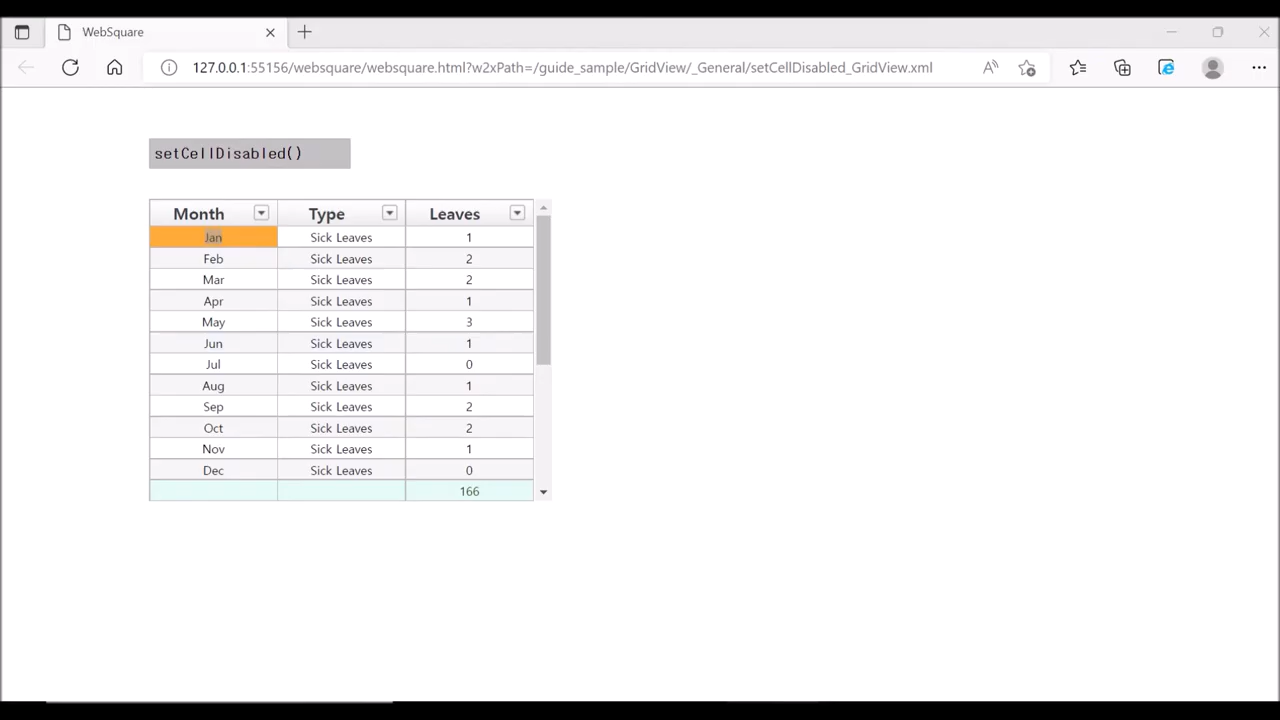 WebSquare
127.0.0.1:55156/websquare/websquare.html?w2xPath=/guide_sample/GridView/_General/setCellDisabled_GridView.xml
setCellDisabled()
Month Type Leaves
Jan Sick Leaves 1
Feb Sick Leaves 2
Mar Sick Leaves 2
Apr Sick Leaves 1
May Sick Leaves 3
Jun Sick Leaves 1
Jul Sick Leaves 0
Aug Sick Leaves 1
Sep Sick Leaves 2
Oct Sick Leaves 2
Nov Sick Leaves 1
Dec Sick Leaves 0
166